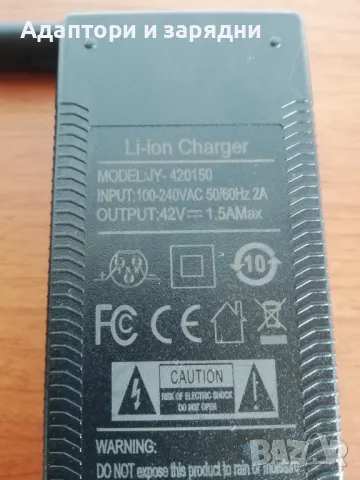 Адаптори и зарядни
Li-Ion Charger
MODEL:JY-420150
INPUT:100-240VAC 50/60Hz 2A
OUTPUT:42V⎓ 1.5AMax
10
FC CE
CAUTION
RISK OF ELECTRIC SHOCK
DO NOT OPEN
WARNING:
DO NOT expose this product to rain or moisture
BAZAR